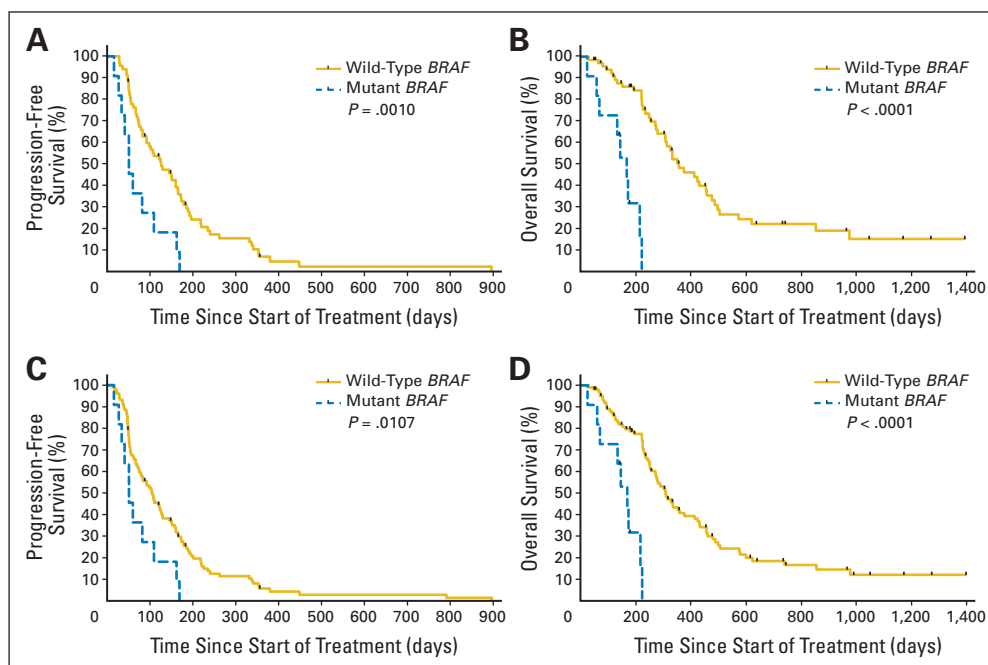 A
Progression-Free
Survival (%)
100
90
80
70
60
50
40
30
20
10
0
100
200
300
400
500
600
700
800
900
Time Since Start of Treatment (days)
Wild-Type BRAF
Mutant BRAF
P = .0010
B
Overall Survival (%)
100
90
80
70
60
50
40
30
20
10
0
200
400
600
800
1,000
1,200
1,400
Time Since Start of Treatment (days)
Wild-Type BRAF
Mutant BRAF
P < .0001
C
Progression-Free
Survival (%)
100
90
80
70
60
50
40
30
20
10
0
100
200
300
400
500
600
700
800
900
Time Since Start of Treatment (days)
Wild-Type BRAF
Mutant BRAF
P = .0107
D
Overall Survival (%)
100
90
80
70
60
50
40
30
20
10
0
200
400
600
800
1,000
1,200
1,400
Time Since Start of Treatment (days)
Wild-Type BRAF
Mutant BRAF
P < .0001